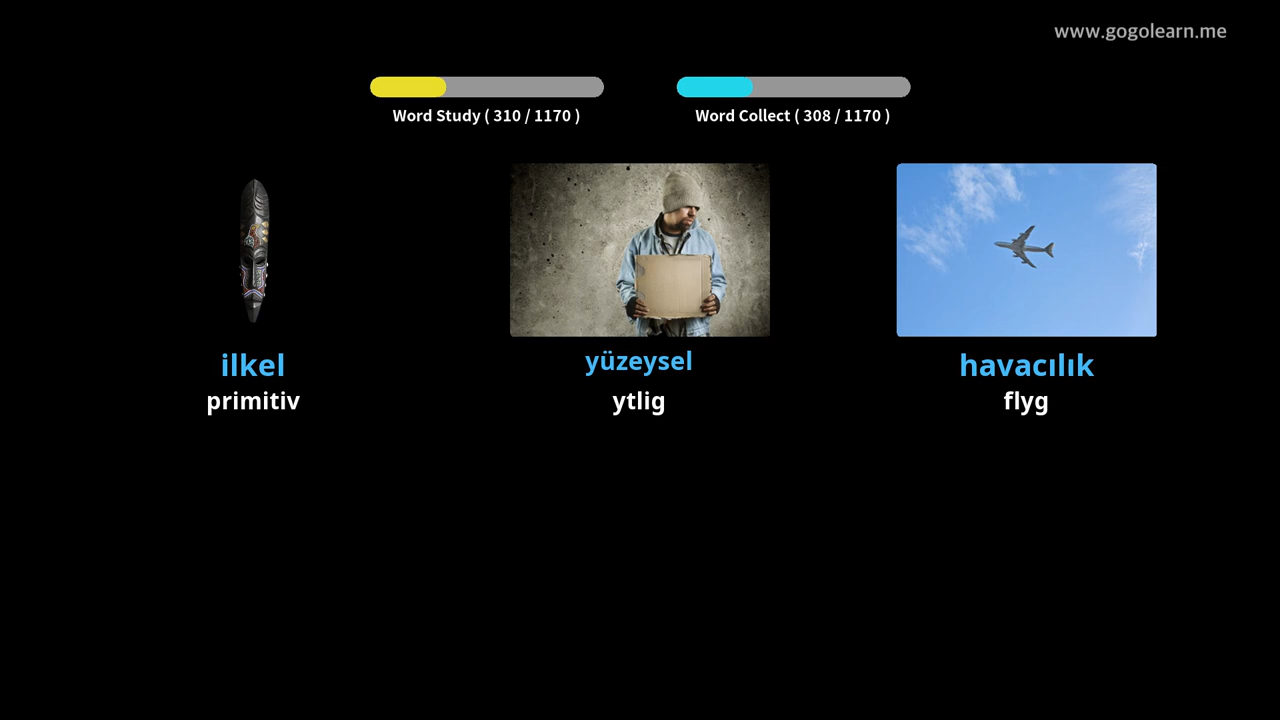 www.gogolearn.me
Word Study ( 310 / 1170 )
Word Collect ( 308 / 1170 )
ilkel
primitiv
yüzeysel
ytlig
havacılık
flyg